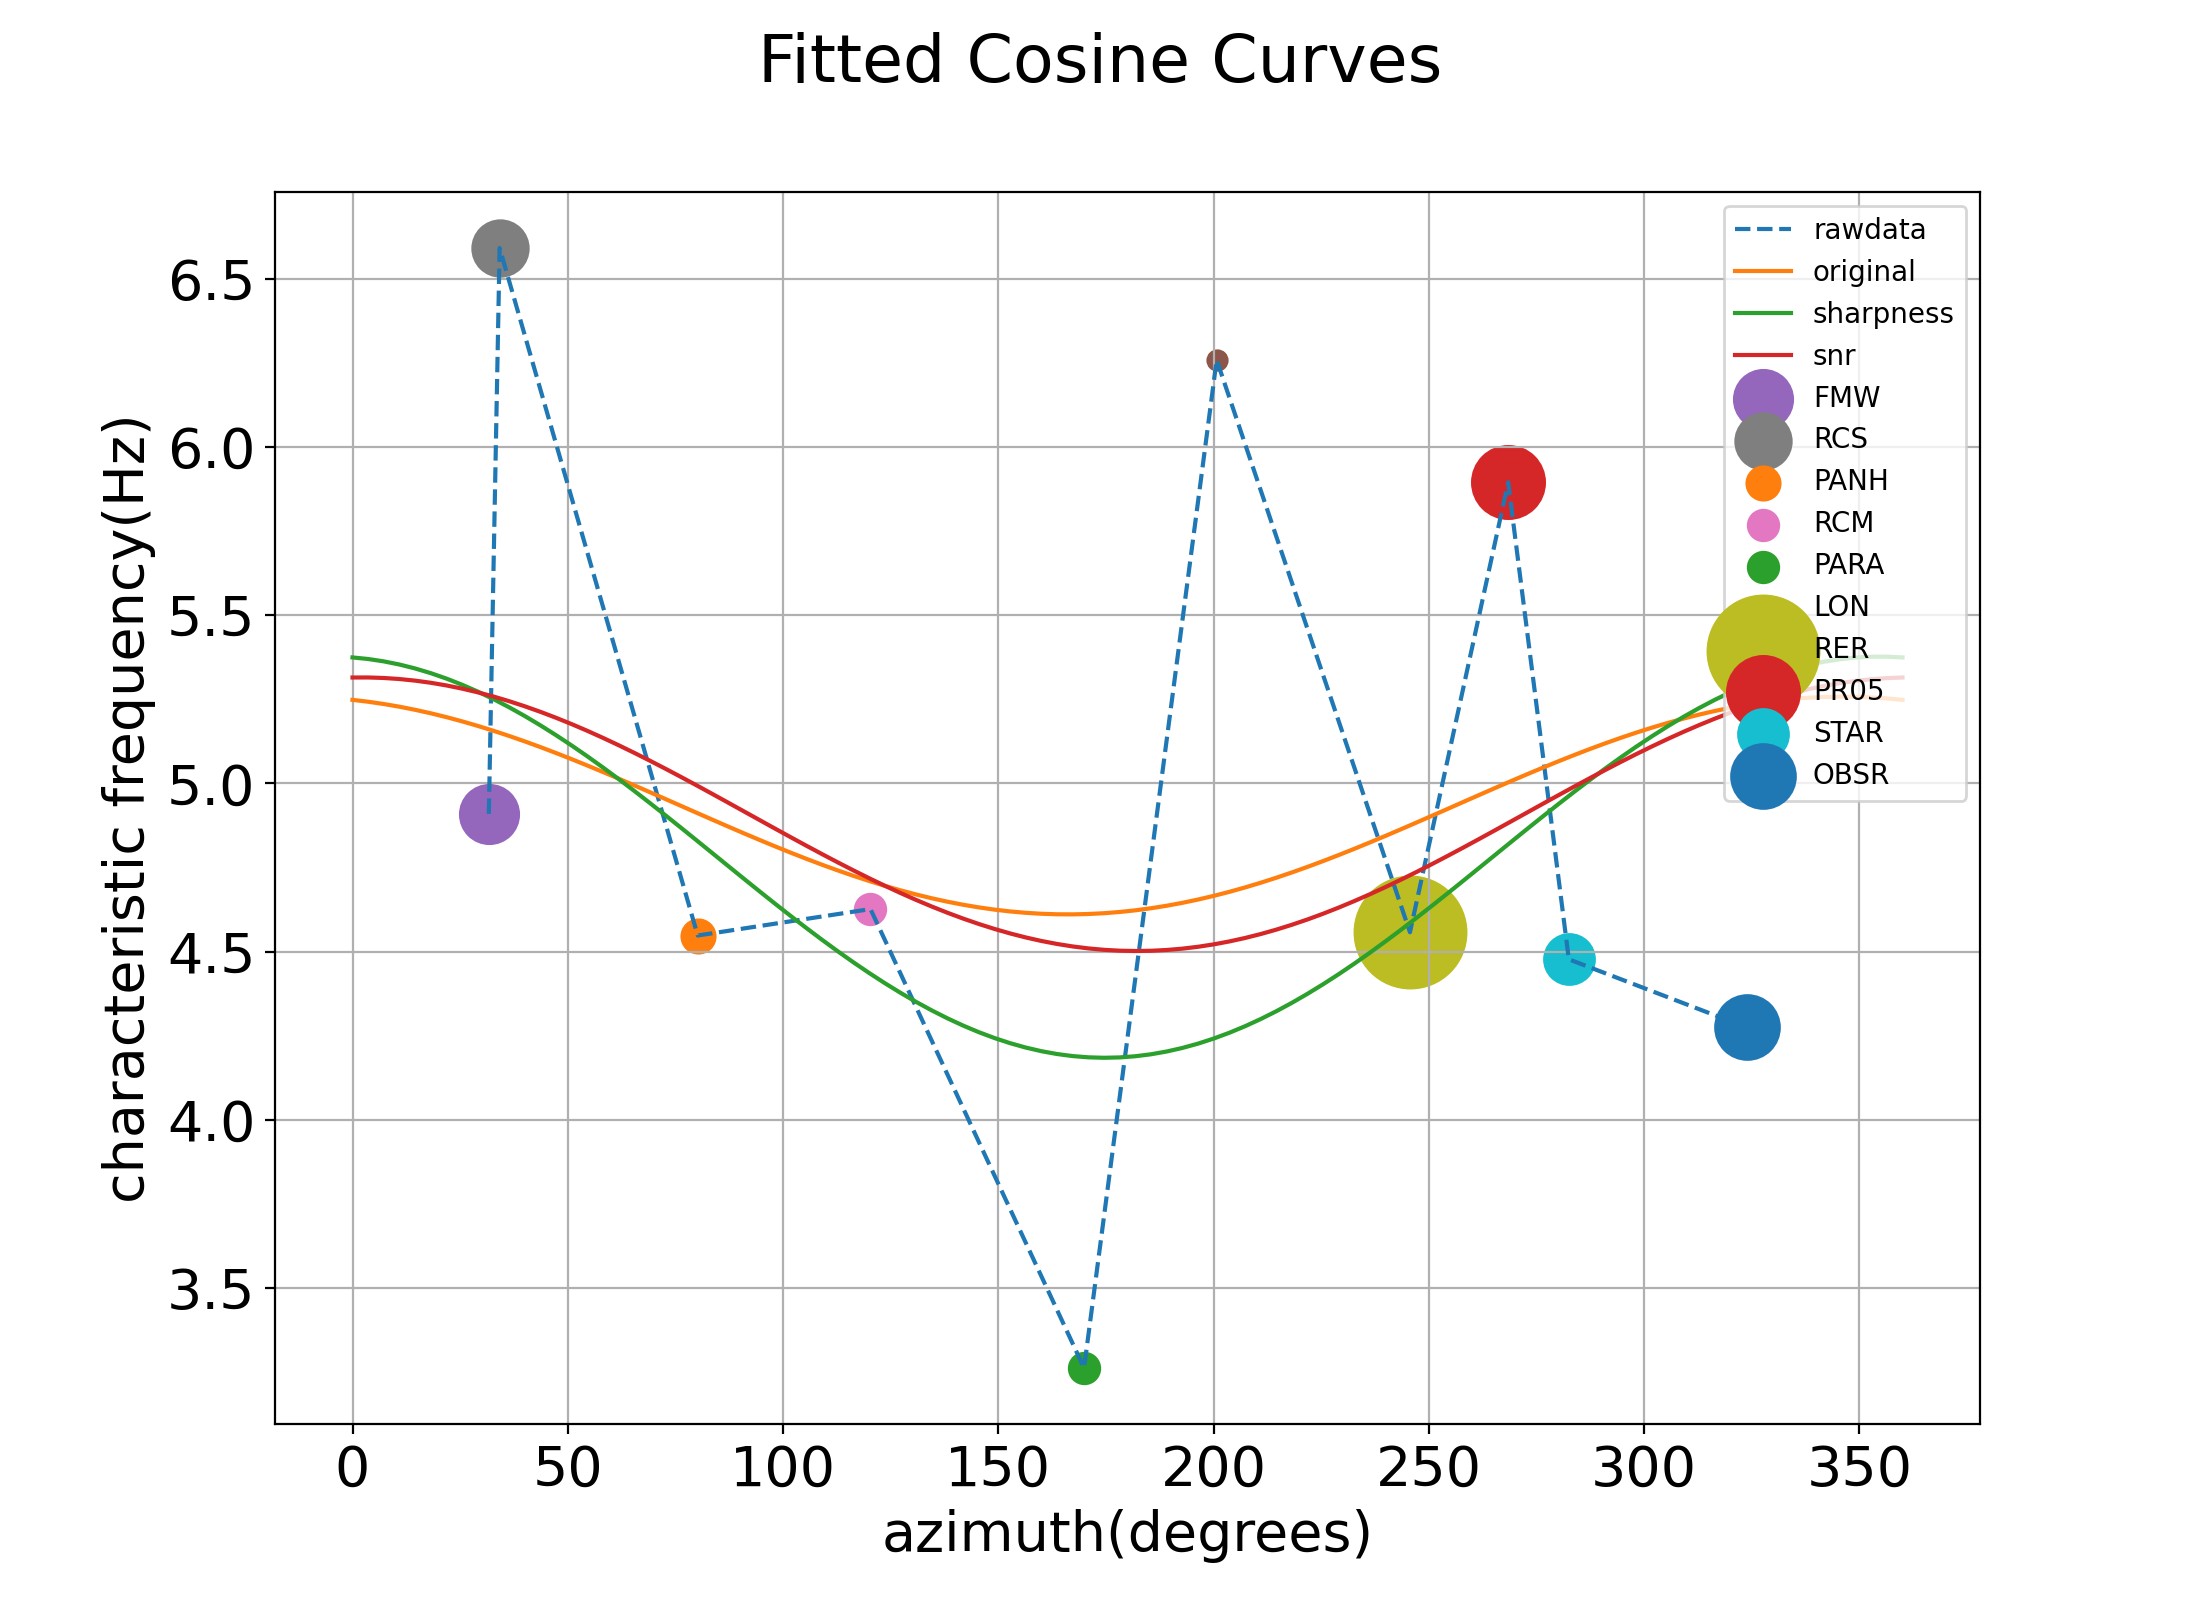 Fitted Cosine Curves
characteristic frequency(Hz)
6.5
6.0
5.5
5.0
4.5
4.0
3.5
rawdata
original
sharpness
snr
FMW
RCS
PANH
RCM
PARA
LON
RER
PR05
STAR
OBSR
0 50 100 150 200 250 300 350
azimuth(degrees)